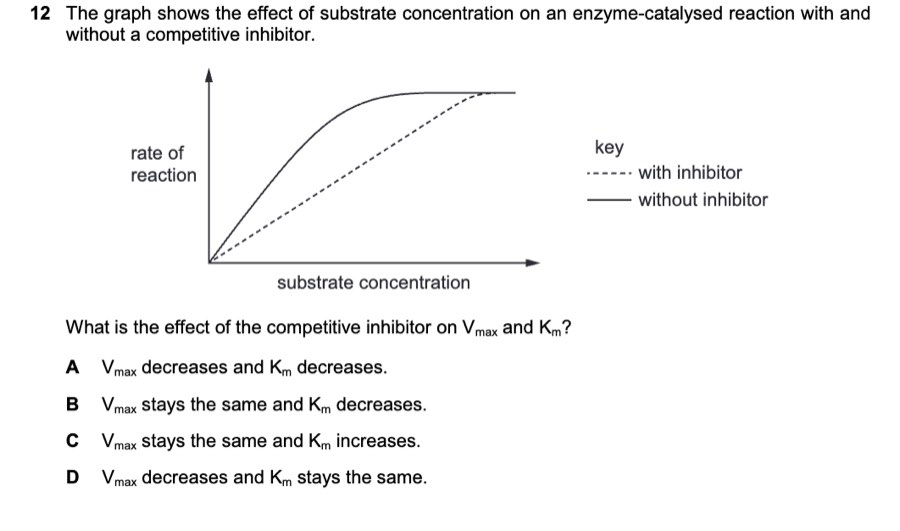 12 The graph shows the effect of substrate concentration on an enzyme-catalysed reaction with and
without a competitive inhibitor.
rate of
reaction
key
with inhibitor
without inhibitor
substrate concentration
What is the effect of the competitive inhibitor on Vmax and Km?
A Vmax decreases and Km decreases.
B Vmax stays the same and Km decreases.
C Vmax stays the same and Km increases.
D Vmax decreases and Km stays the same.